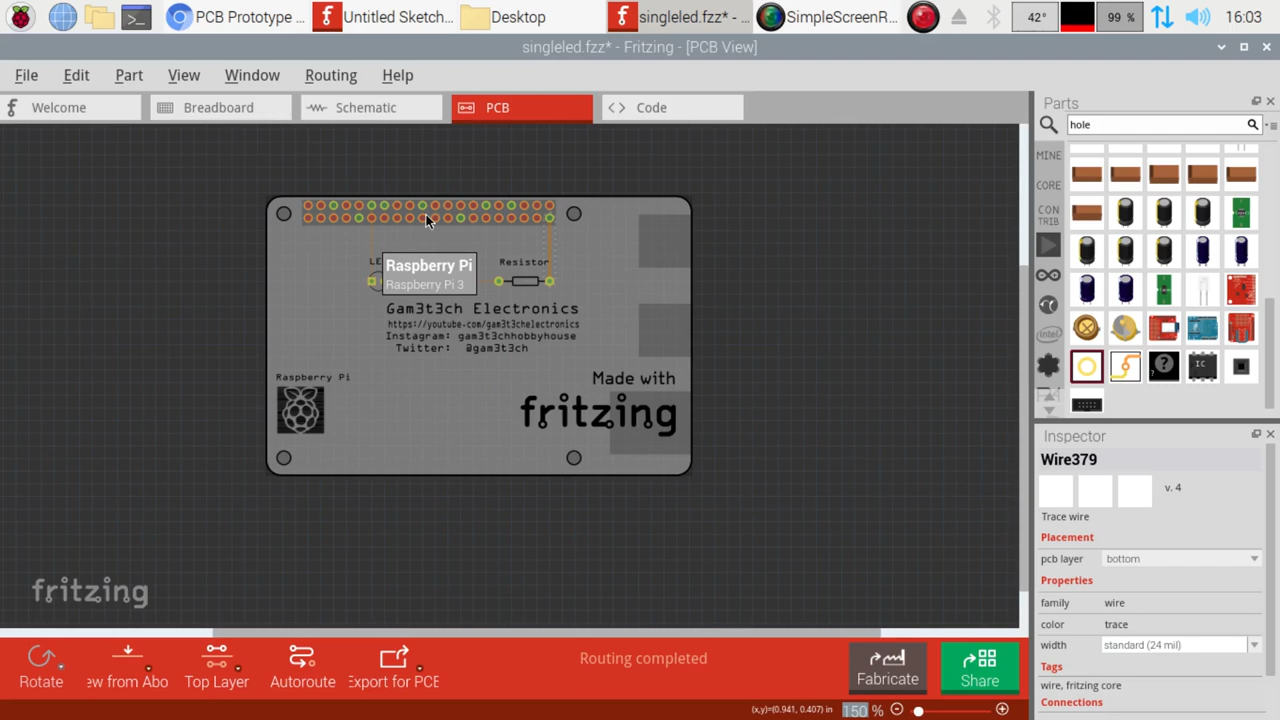 PCB Prototype ...
Untitled Sketch...
Desktop
singleled.fzz* - ...
SimpleScreenR...
42°
99 %
16:03
singleled.fzz* - Fritzing - [PCB View]
File Edit Part View Window Routing Help
Welcome
Breadboard
Schematic
PCB
Code
Parts
hole
MINE
CORE
CON
TRIB
intel
IC
LE
Resistor
Raspberry Pi
Raspberry Pi 3
Gam3t3ch Electronics
https://youtube.com/gam3t3chelectronics
Instagram: gam3t3chhobbyhouse
Twitter: @gam3t3ch
Raspberry Pi
Made with
fritzing
fritzing
Inspector
Wire379
v. 4
Trace wire
Placement
pcb layer bottom
Properties
family wire
color trace
width standard (24 mil)
Tags
wire, fritzing core
Connections
Rotate
ew from Abo
Top Layer
Autoroute
Export for PCE
Routing completed
Fabricate
Share
(x,y)=(0.941, 0.407) in
150 %